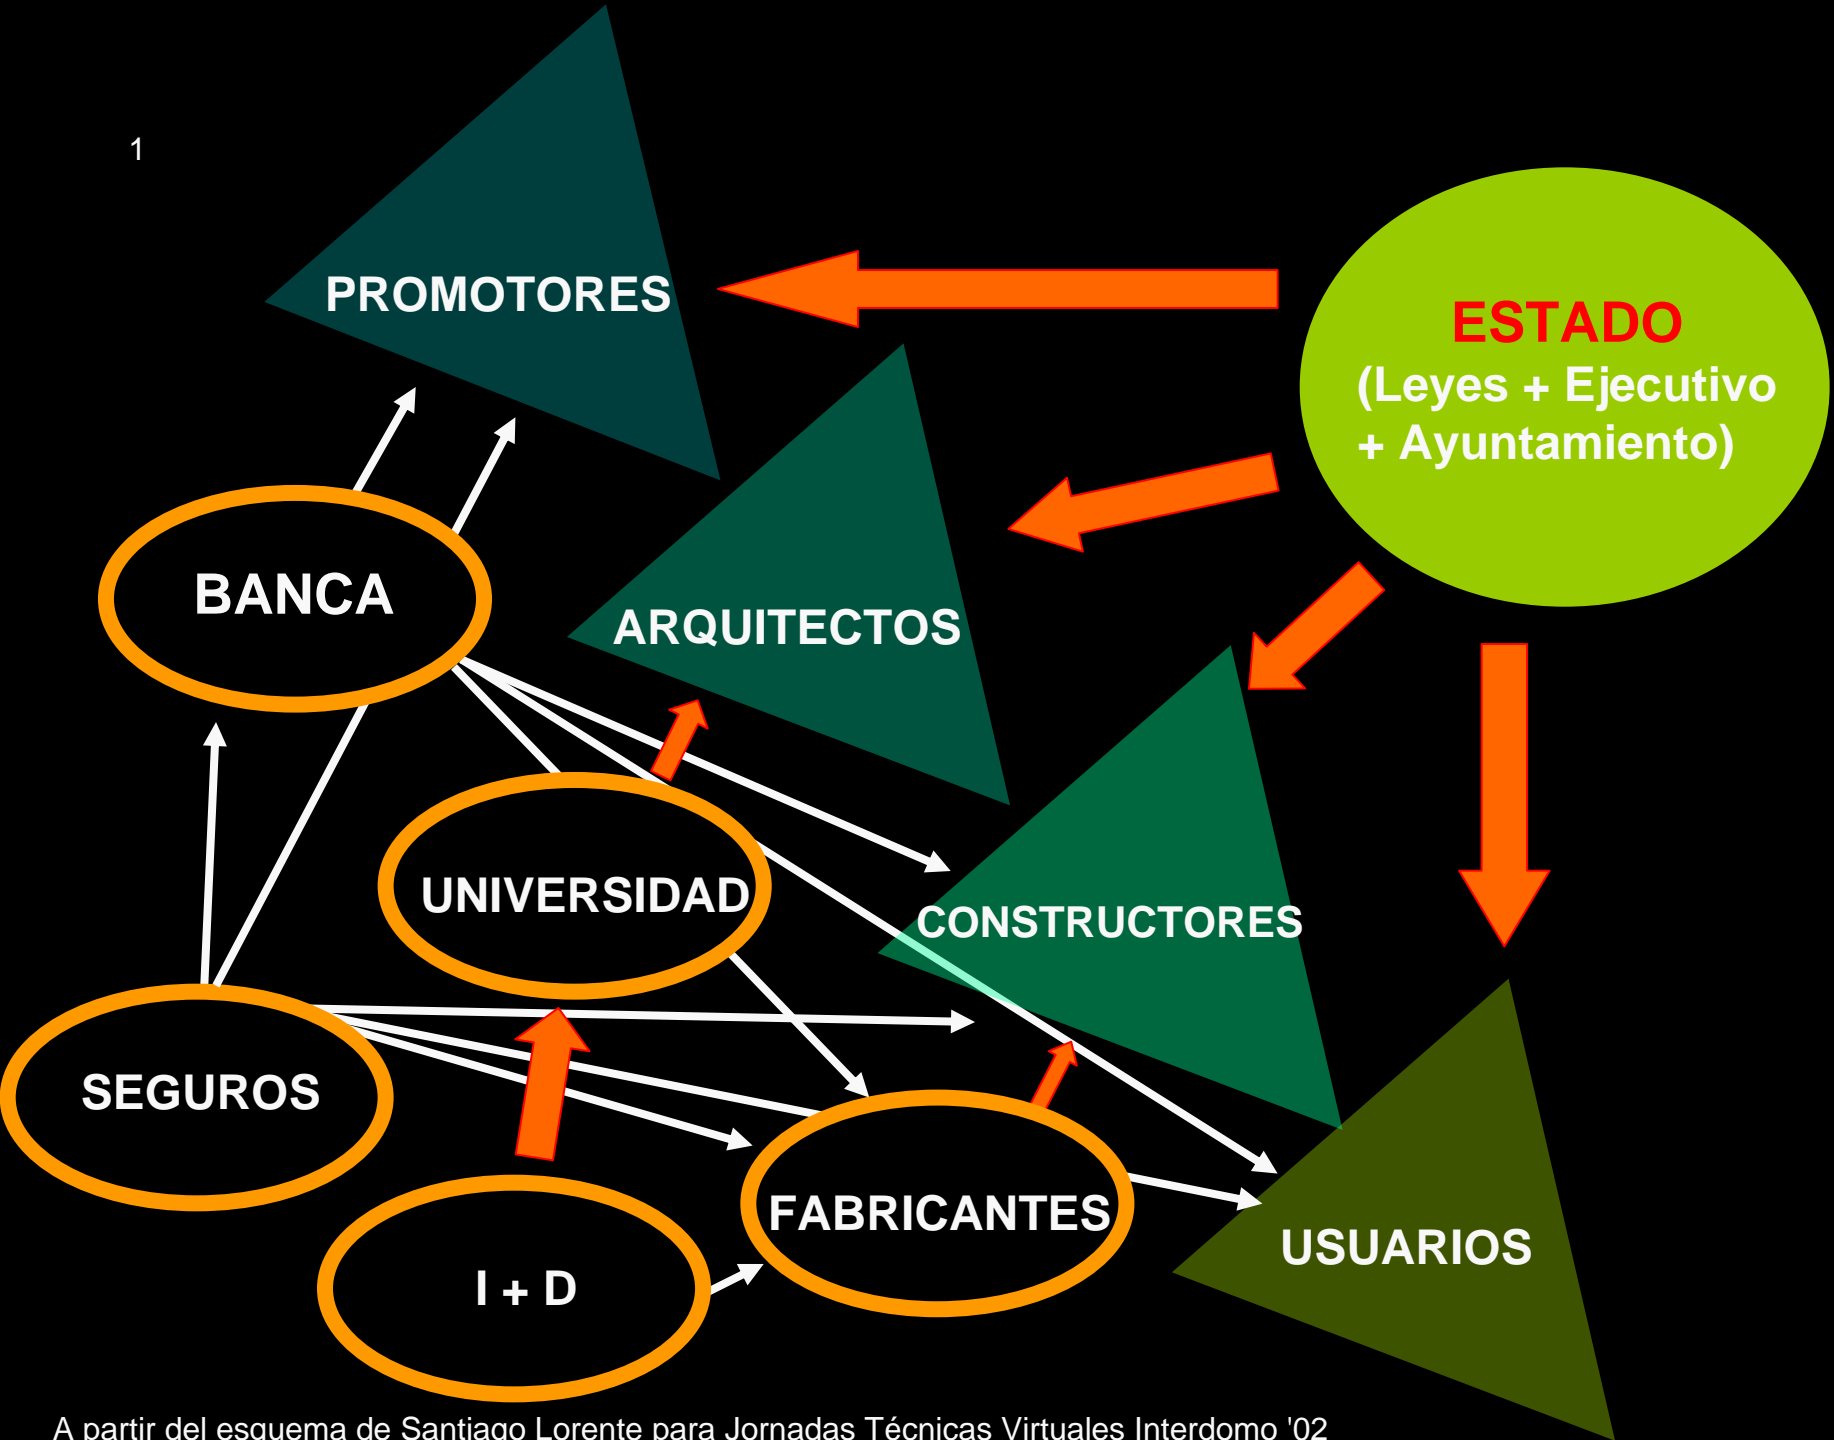 1
PROMOTORES
ESTADO
(Leyes + Ejecutivo
+ Ayuntamiento)
BANCA
ARQUITECTOS
UNIVERSIDAD
CONSTRUCTORES
SEGUROS
FABRICANTES
USUARIOS
I + D
A partir del esquema de Santiago Lorente para Jornadas Técnicas Virtuales Interdomo '02